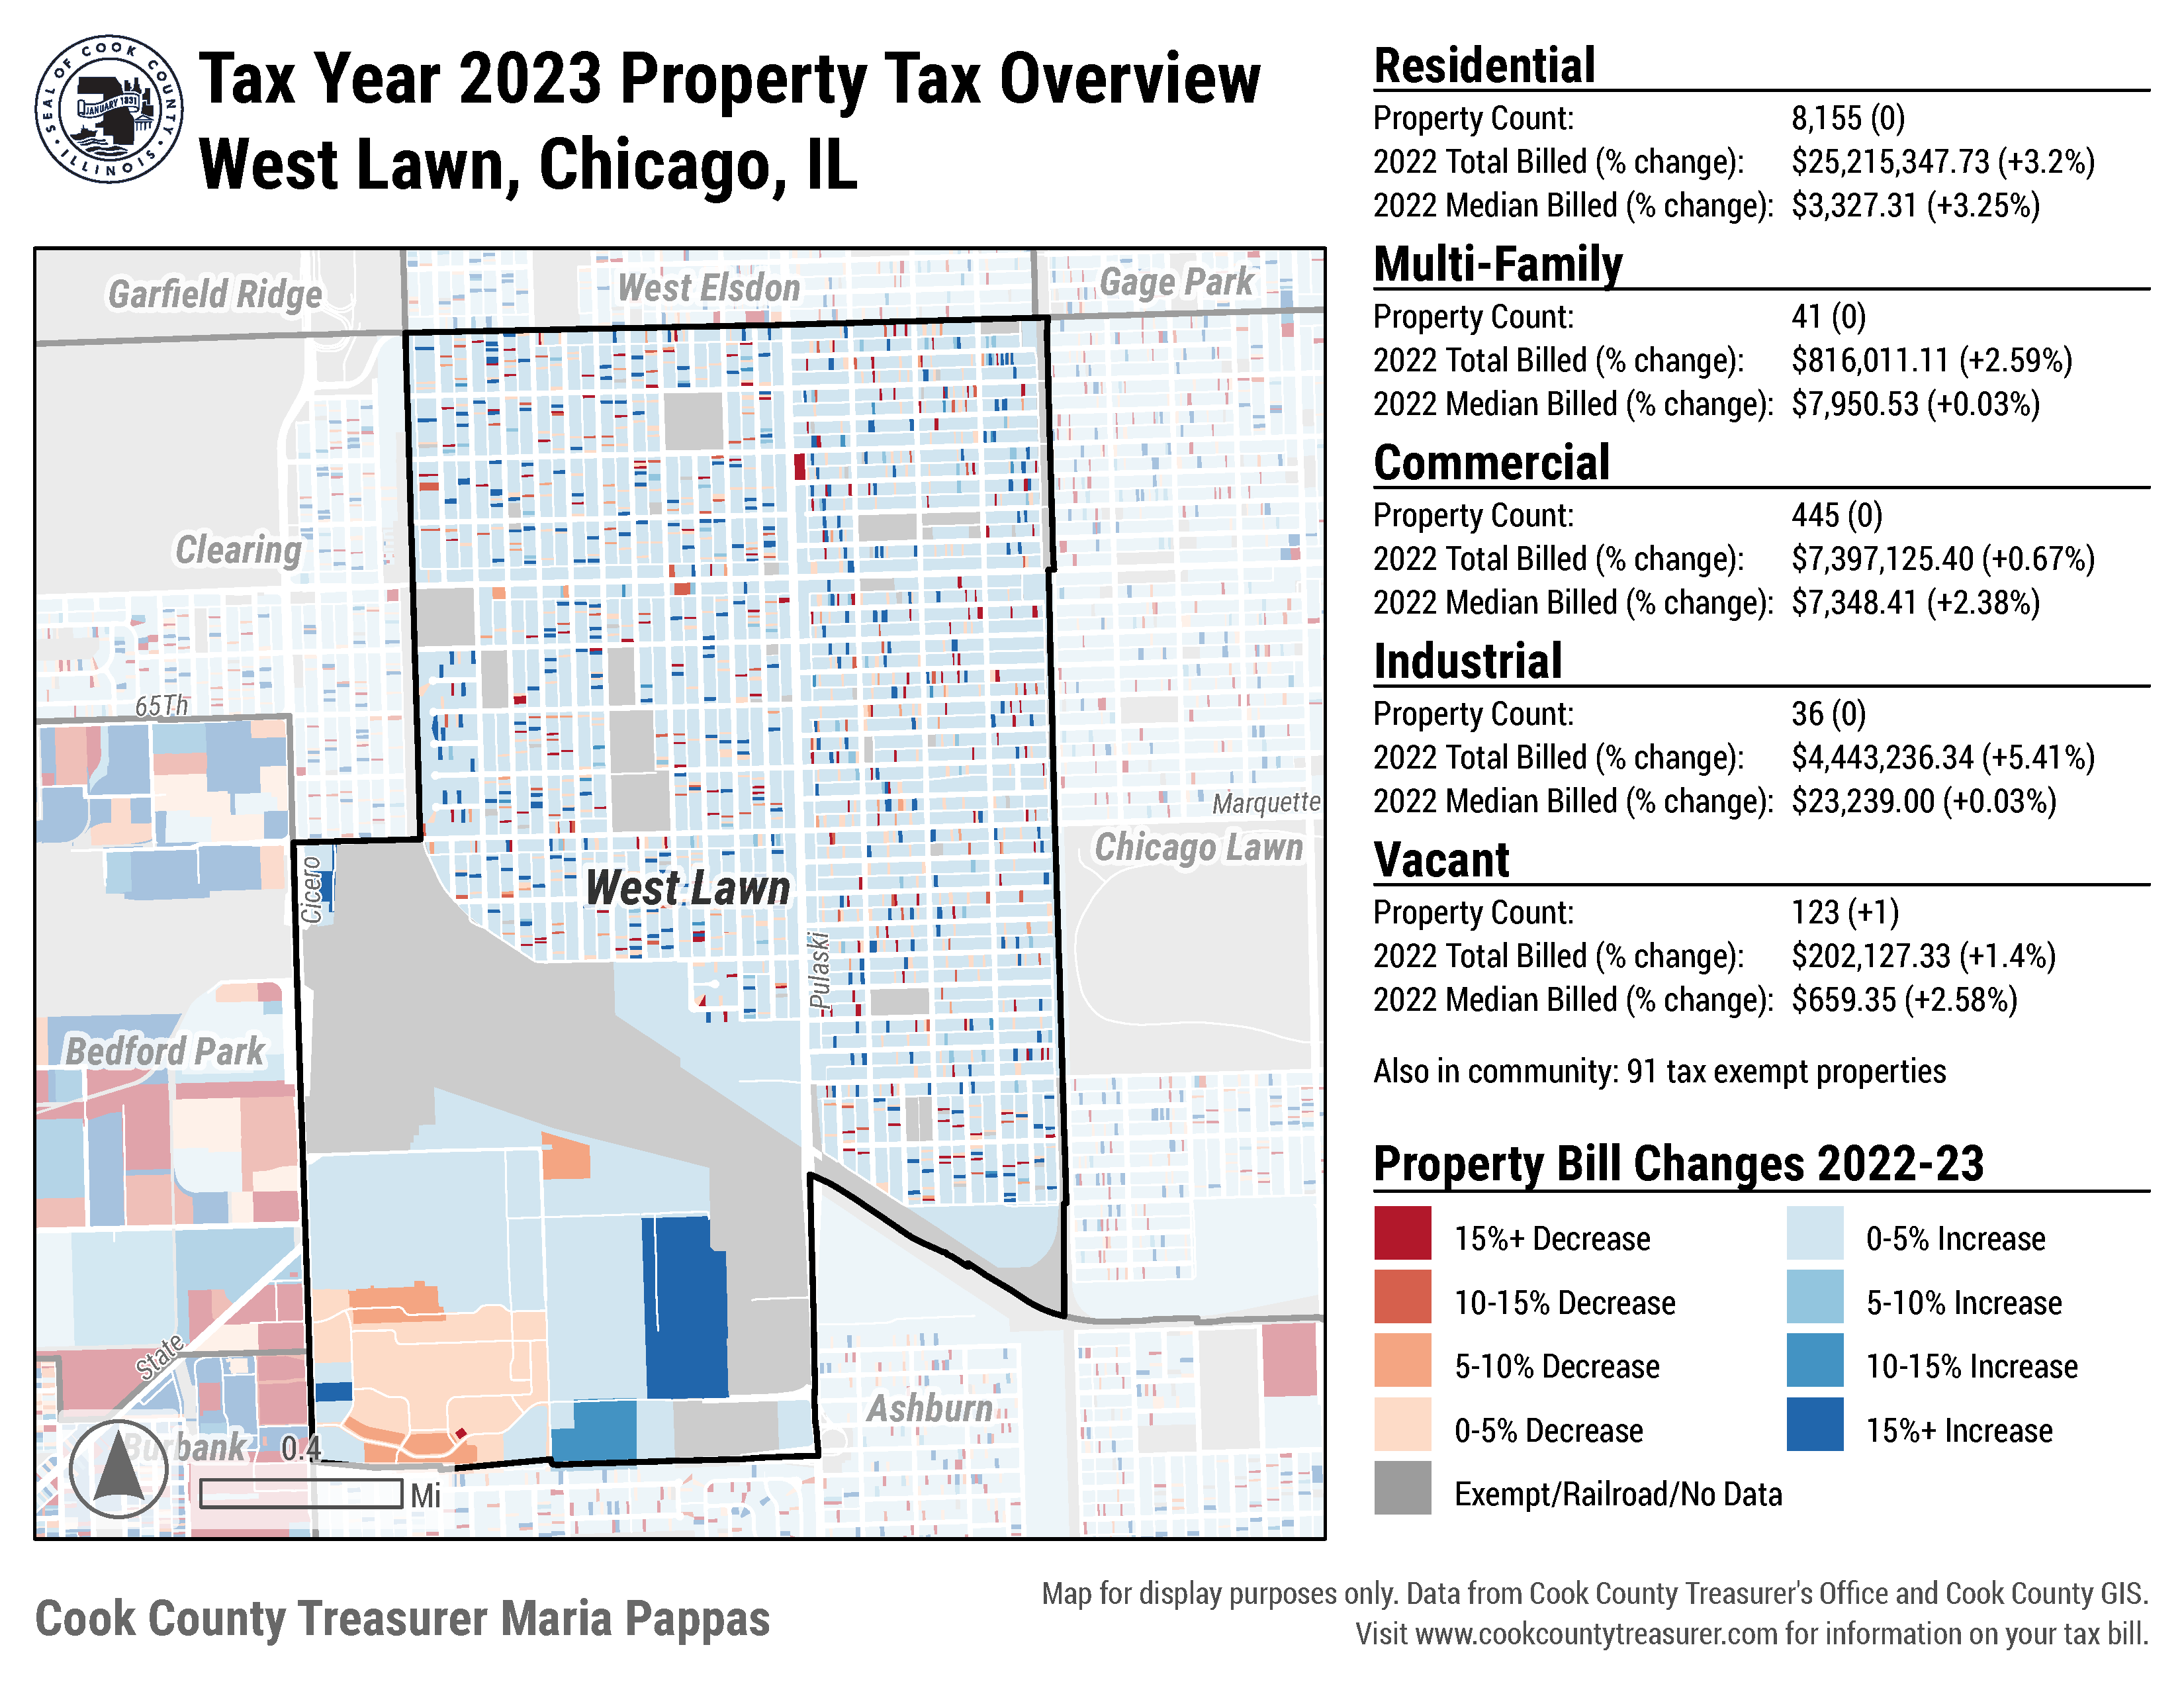 SEAL OF COOK COUNTY
JANUARY 1831
ILLINOIS
Tax Year 2023 Property Tax Overview
West Lawn, Chicago, IL
Garfield Ridge
West Elsdon
Gage Park
Clearing
65Th
Marquette
Chicago Lawn
Cicero
West Lawn
Pulaski
Bedford Park
State
Ashburn
Burbank
0.4
Mi
Residential
Property Count: 8,155 (0)
2022 Total Billed (% change): $25,215,347.73 (+3.2%)
2022 Median Billed (% change): $3,327.31 (+3.25%)
Multi-Family
Property Count: 41 (0)
2022 Total Billed (% change): $816,011.11 (+2.59%)
2022 Median Billed (% change): $7,950.53 (+0.03%)
Commercial
Property Count: 445 (0)
2022 Total Billed (% change): $7,397,125.40 (+0.67%)
2022 Median Billed (% change): $7,348.41 (+2.38%)
Industrial
Property Count: 36 (0)
2022 Total Billed (% change): $4,443,236.34 (+5.41%)
2022 Median Billed (% change): $23,239.00 (+0.03%)
Vacant
Property Count: 123 (+1)
2022 Total Billed (% change): $202,127.33 (+1.4%)
2022 Median Billed (% change): $659.35 (+2.58%)
Also in community: 91 tax exempt properties
Property Bill Changes 2022-23
15%+ Decrease
0-5% Increase
10-15% Decrease
5-10% Increase
5-10% Decrease
10-15% Increase
0-5% Decrease
15%+ Increase
Exempt/Railroad/No Data
Cook County Treasurer Maria Pappas
Map for display purposes only. Data from Cook County Treasurer's Office and Cook County GIS.
Visit www.cookcountytreasurer.com for information on your tax bill.